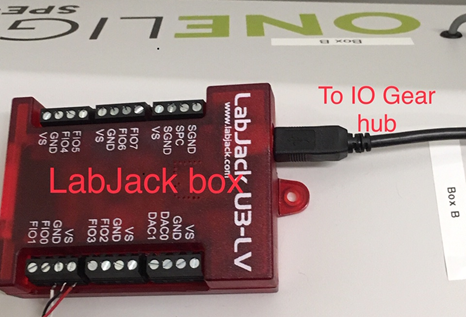 ONELIG
SPE
Box B
To IO Gear
hub
Box B
LabJack U3-LV
www.labjack.com
LabJack box
VS
GND
FIO4
FIO5
VS
GND
FIO6
FIO7
VS
SGND
SPC
SGND
FIO1
FIO0
GND
VS
FIO3
FIO2
GND
VS
DAC1
DAC0
GND
VS